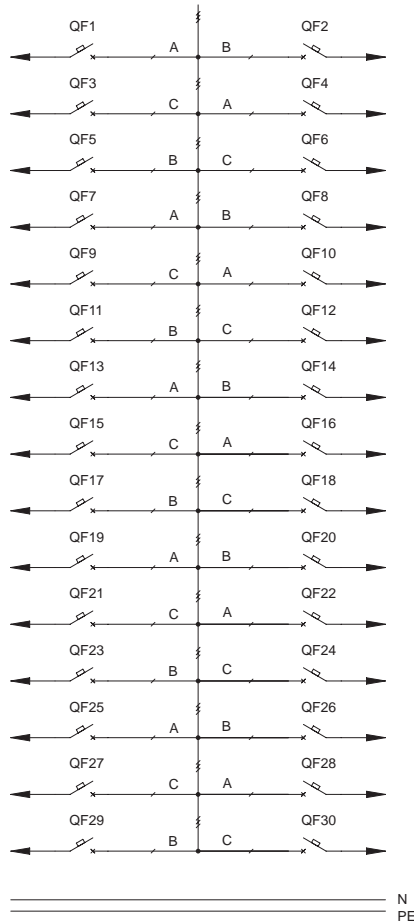 QF1 QF2
A B
QF3 QF4
C A
QF5 QF6
B C
QF7 QF8
A B
QF9 QF10
C A
QF11 QF12
B C
QF13 QF14
A B
QF15 QF16
C A
QF17 QF18
B C
QF19 QF20
A B
QF21 QF22
C A
QF23 QF24
B C
QF25 QF26
A B
QF27 QF28
C A
QF29 QF30
B C
N
PE